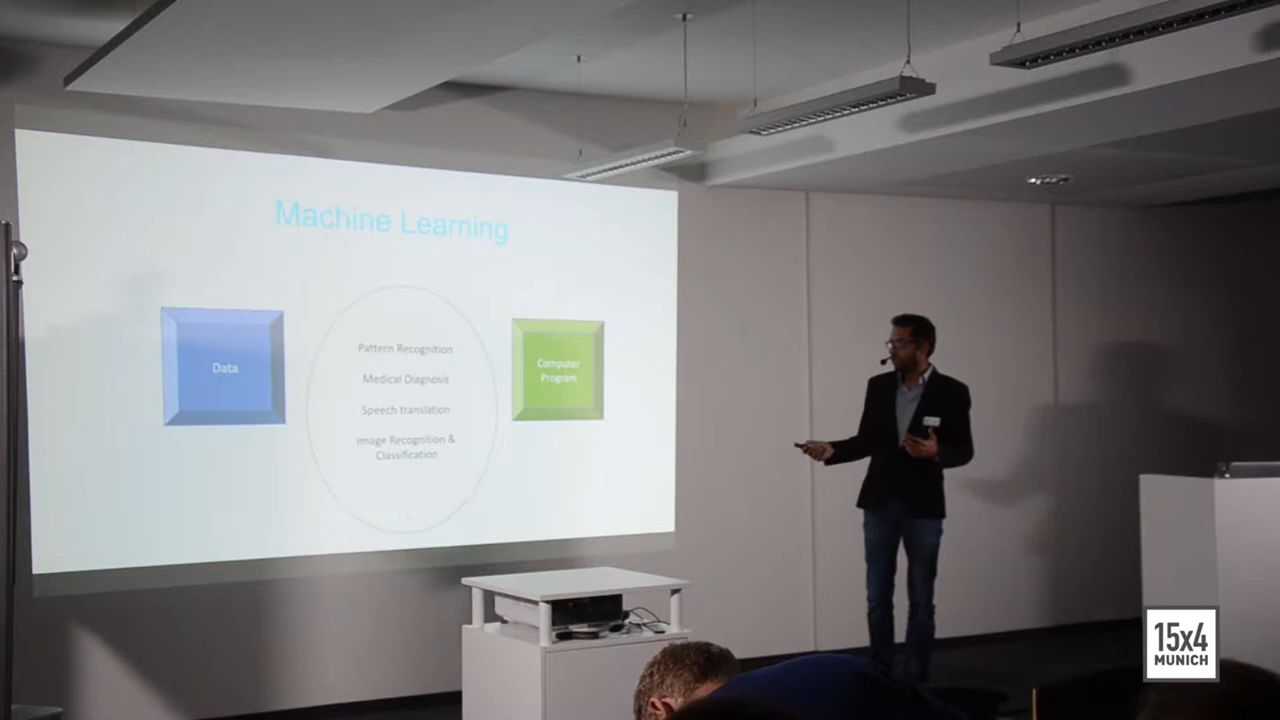 Machine Learning
Data
Pattern Recognition
Medical Diagnosis
Speech translation
Image Recognition &
Classification
Computer
Program
15x4
MUNICH